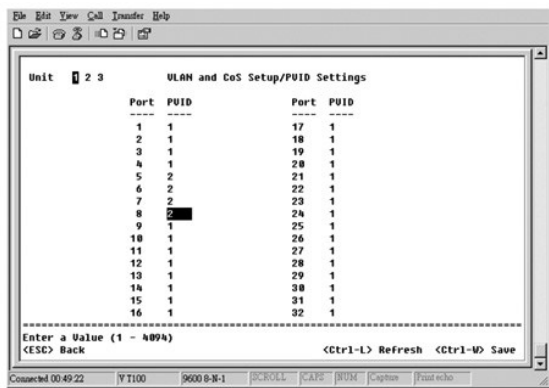 File Edit View Call Transfer Help
Unit 1 2 3 VLAN and CoS Setup/PVID Settings
Port PVID Port PVID
---- ---- ---- ----
1 1 17 1
2 1 18 1
3 1 19 1
4 1 20 1
5 2 21 1
6 2 22 1
7 2 23 1
8 2 24 1
9 1 25 1
10 1 26 1
11 1 27 1
12 1 28 1
13 1 29 1
14 1 30 1
15 1 31 1
16 1 32 1
Enter a Value (1 - 4094)
<ESC> Back <Ctrl-L> Refresh <Ctrl-W> Save
Connected 00:49:22 VT100 9600 8-N-1 SCROLL CAPS NUM Capture Print echo